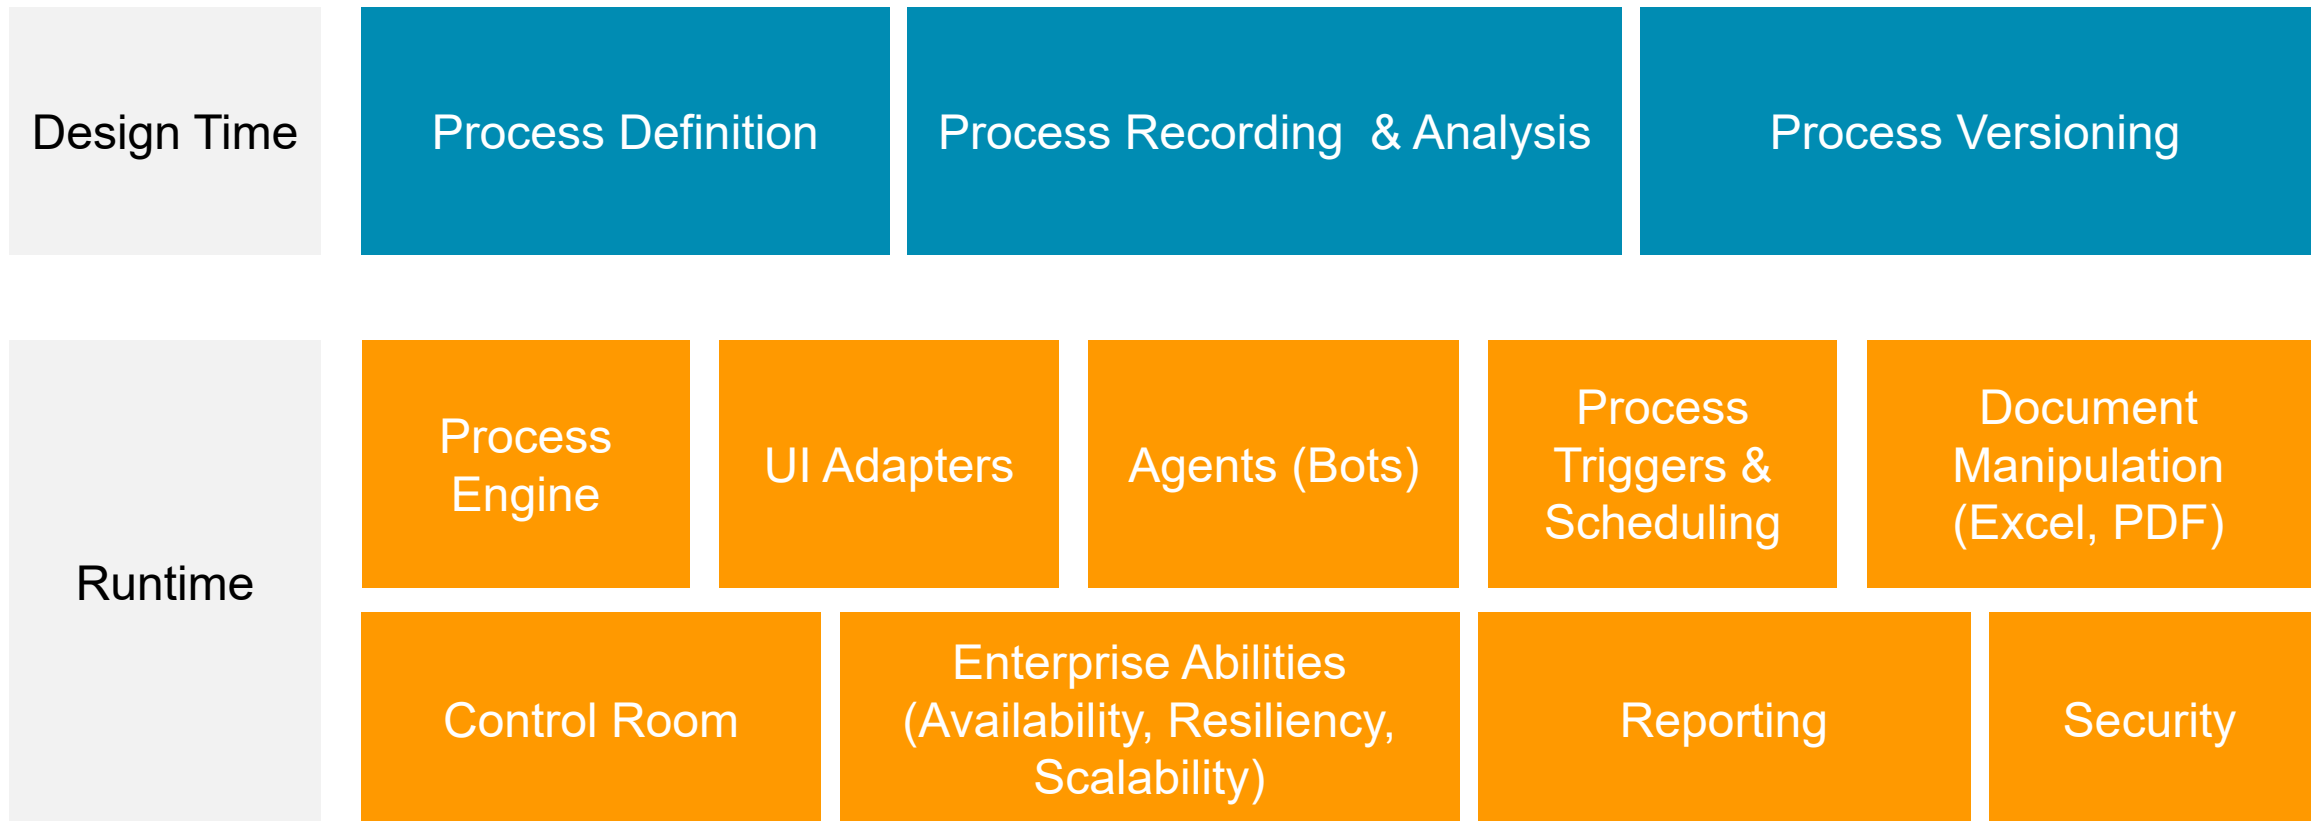 Design Time
Process Definition
Process Recording  & Analysis
Process Versioning
Runtime
Process
Engine
UI Adapters
Agents (Bots)
Process
Triggers &
Scheduling
Document
Manipulation
(Excel, PDF)
Control Room
Enterprise Abilities
(Availability, Resiliency,
Scalability)
Reporting
Security